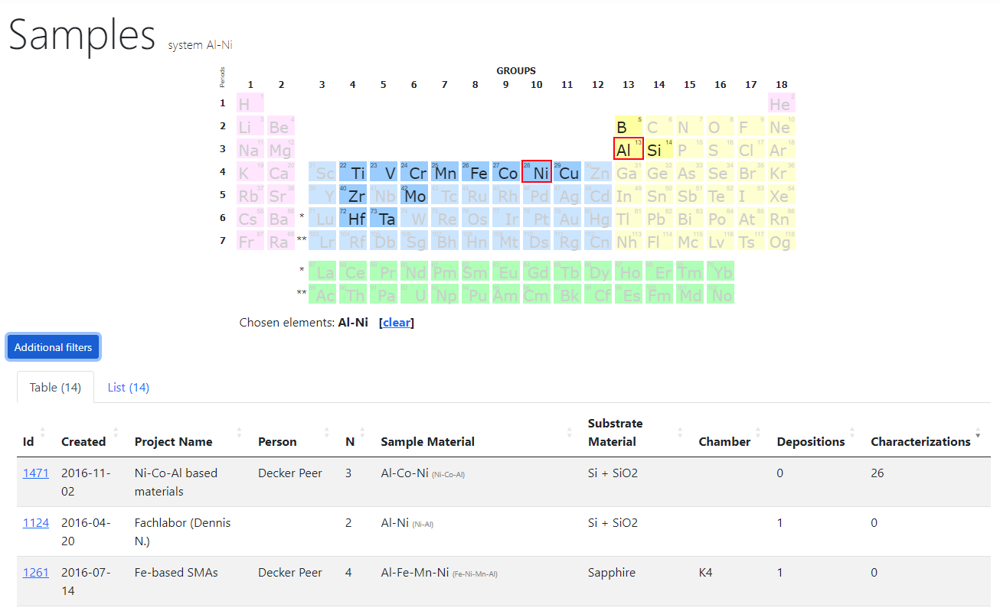 Samples system Al-Ni
GROUPS
Periods 1 2 3 4 5 6 7 8 9 10 11 12 13 14 15 16 17 18
1 H 1 He 2
2 Li 3 Be 4 B 5 C 6 N 7 O 8 F 9 Ne 10
3 Na 11 Mg 12 Al 13 Si 14 P 15 S 16 Cl 17 Ar 18
4 K 19 Ca 20 21 Sc 22 Ti 23 V 24 Cr 25 Mn 26 Fe 27 Co 28 Ni 29 Cu 30 Zn Ga 31 Ge 32 As 33 Se 34 Br 35 Kr 36
5 Rb 37 Sr 38 39 Y 40 Zr 41 Nb 42 Mo 43 Tc 44 Ru 45 Rh 46 Pd 47 Ag 48 Cd In 49 Sn 50 Sb 51 Te 52 I 53 Xe 54
6 Cs 55 Ba 56 * 71 Lu 72 Hf 73 Ta 74 W 75 Re 76 Os 77 Ir 78 Pt 79 Au 80 Hg Tl 81 Pb 82 Bi 83 Po 84 At 85 Rn 86
7 Fr 87 Ra 88 ** 103 Lr 104 Rf 105 Db 106 Sg 107 Bh 108 Hn 109 Mt 110 Ds 111 Rg 112 Cn Nh 113 Fl 114 Mc 115 Lv 116 Ts 117 Og 118
* 57 La 58 Ce 59 Pr 60 Nd 61 Pm 62 Sm 63 Eu 64 Gd 65 Tb 66 Dy 67 Ho 68 Er 69 Tm 70 Yb
** 89 Ac 90 Th 91 Pa 92 U 93 Np 94 Pu 95 Am 96 Cm 97 Bk 98 Cf 99 Es 100 Fm 101 Md 102 No
Chosen elements: Al-Ni [clear]
Additional filters
Table (14) List (14)
Substrate
Id Created Project Name Person N Sample Material Material Chamber Depositions Characterizations
1471 2016-11- Ni-Co-Al based Decker Peer 3 Al-Co-Ni (Ni-Co-Al) Si + SiO2 0 26
02 materials
1124 2016-04- Fachlabor (Dennis 2 Al-Ni (Ni-Al) Si + SiO2 1 0
20 N.)
1261 2016-07- Fe-based SMAs Decker Peer 4 Al-Fe-Mn-Ni (Fe-Ni-Mn-Al) Sapphire K4 1 0
14